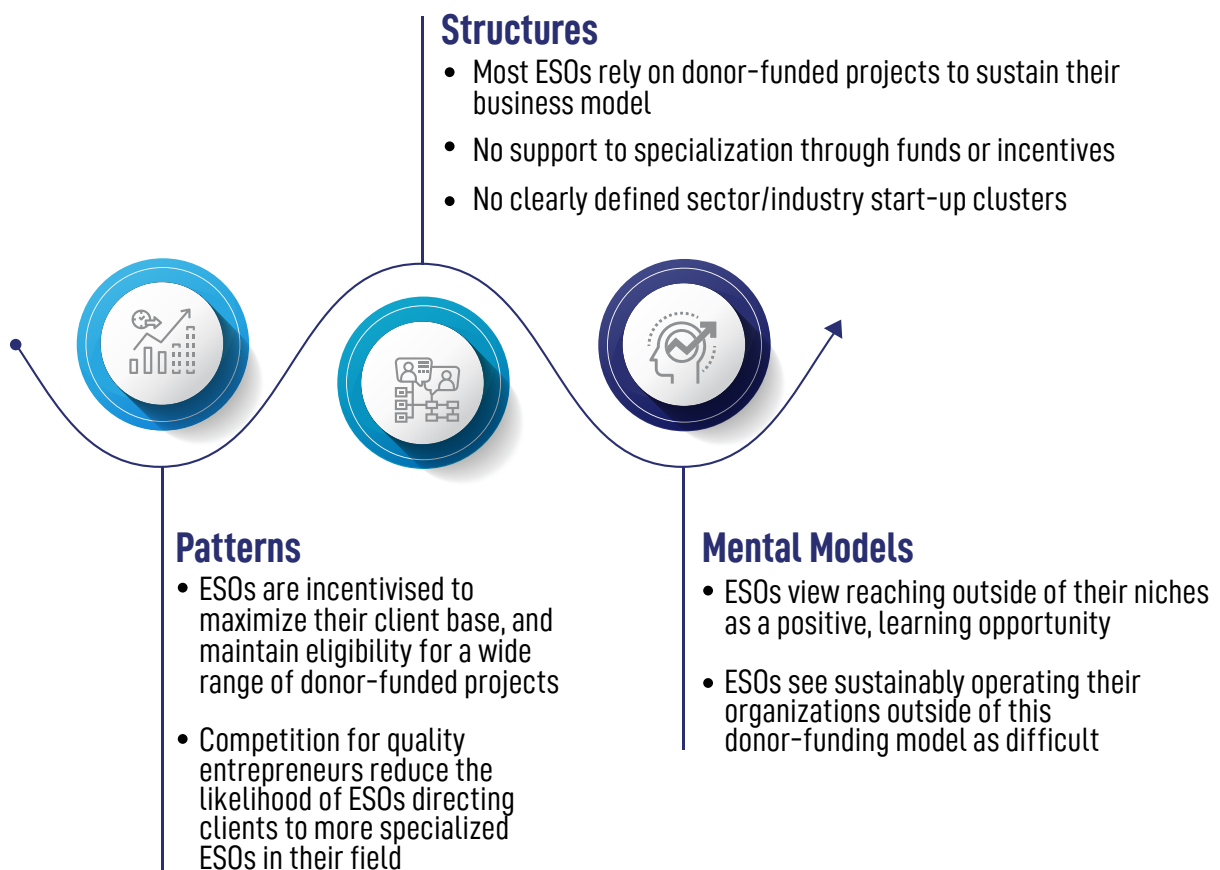 Structures
• Most ESOs rely on donor-funded projects to sustain their
business model
• No support to specialization through funds or incentives
• No clearly defined sector/industry start-up clusters
Patterns
• ESOs are incentivised to
maximize their client base, and
maintain eligibility for a wide
range of donor-funded projects
• Competition for quality
entrepreneurs reduce the
likelihood of ESOs directing
clients to more specialized
ESOs in their field
Mental Models
• ESOs view reaching outside of their niches
as a positive, learning opportunity
• ESOs see sustainably operating their
organizations outside of this
donor-funding model as difficult